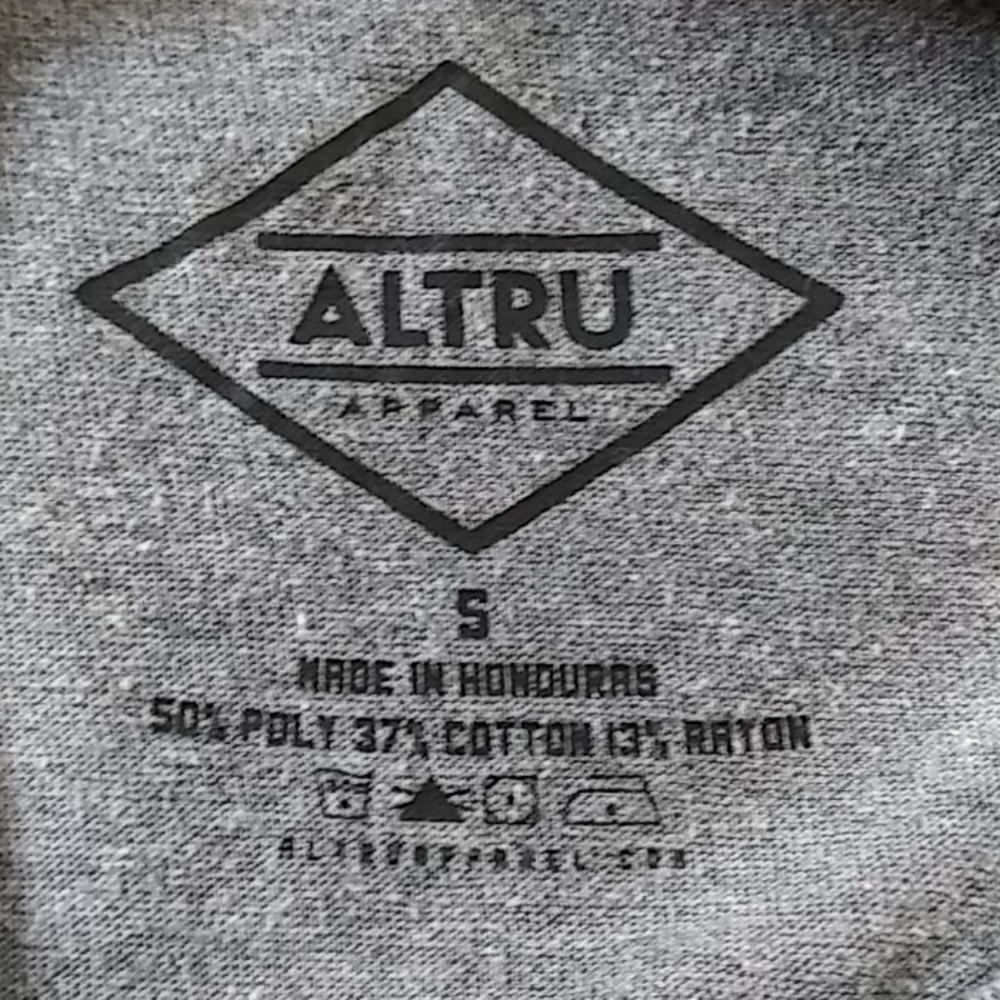 ALTRU
APPAREL
S
MADE IN HONDURAS
50% POLY 37% COTTON 13% RAYON
ALTRUAPPAREL.COM